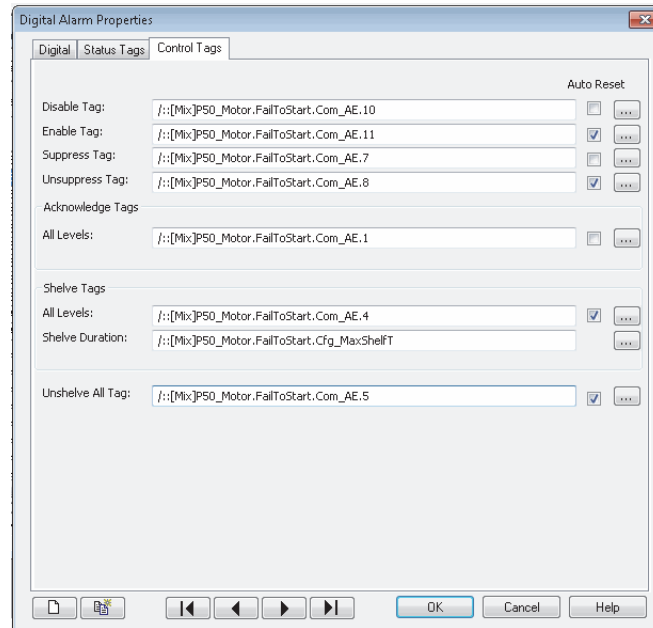 Digital Alarm Properties
Digital Status Tags Control Tags
Auto Reset
Disable Tag: /::[Mix]P50_Motor.FailToStart.Com_AE.10 ...
Enable Tag: /::[Mix]P50_Motor.FailToStart.Com_AE.11 ...
Suppress Tag: /::[Mix]P50_Motor.FailToStart.Com_AE.7 ...
Unsuppress Tag: /::[Mix]P50_Motor.FailToStart.Com_AE.8 ...
Acknowledge Tags
All Levels: /::[Mix]P50_Motor.FailToStart.Com_AE.1 ...
Shelve Tags
All Levels: /::[Mix]P50_Motor.FailToStart.Com_AE.4 ...
Shelve Duration: /::[Mix]P50_Motor.FailToStart.Cfg_MaxShelfT ...
Unshelve All Tag: /::[Mix]P50_Motor.FailToStart.Com_AE.5 ...
OK Cancel Help